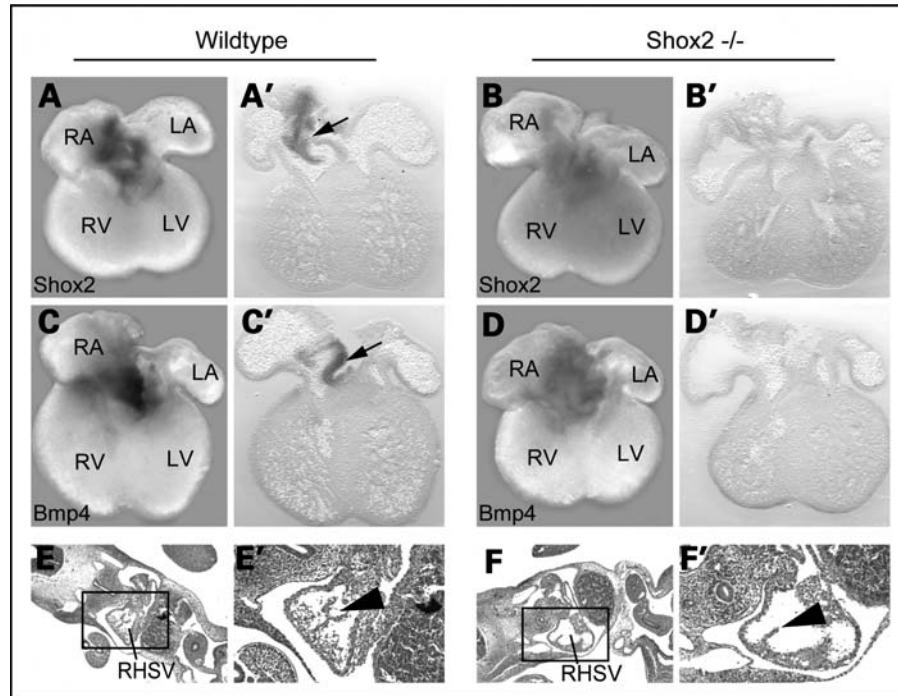 Wildtype Shox2 -/-
A A' B B'
RA LA RA LA
RV LV RV LV
Shox2 Shox2
C C' D D'
RA LA RA LA
RV LV RV LV
Bmp4 Bmp4
E E' F F'
RHSV RHSV